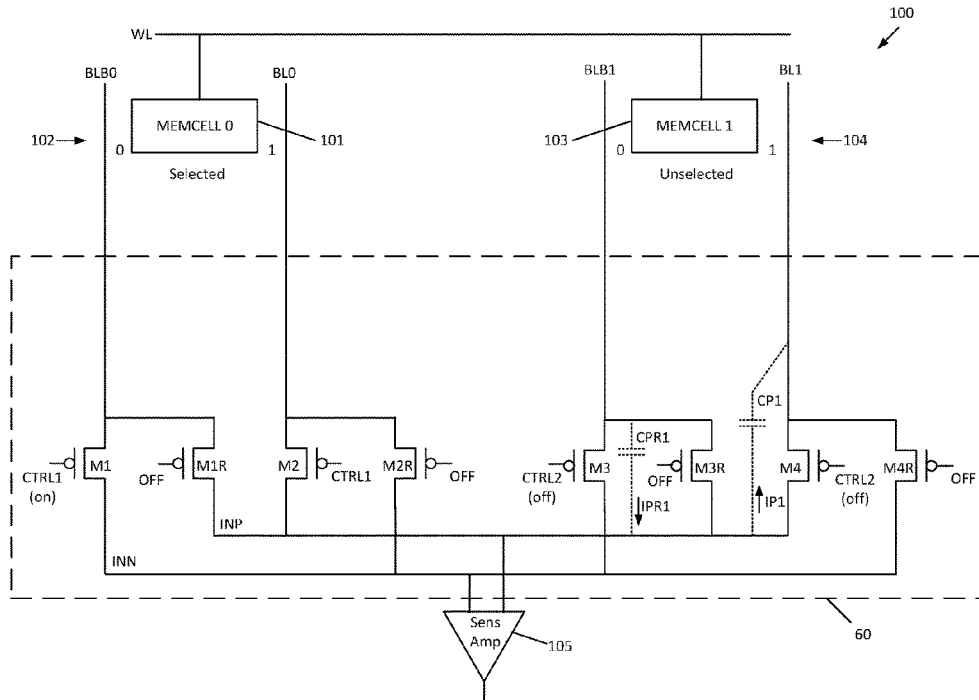 100
WL
BLB0
BL0
BLB1
BL1
MEMCELL 0
MEMCELL 1
102
101
103
104
0
1
0
1
Selected
Unselected
CP1
CPR1
M1
M1R
M2
M2R
M3
M3R
M4
M4R
CTRL1
(on)
OFF
CTRL1
OFF
CTRL2
(off)
OFF
CTRL2
(off)
OFF
IPR1
IP1
INP
INN
Sens
Amp
105
60